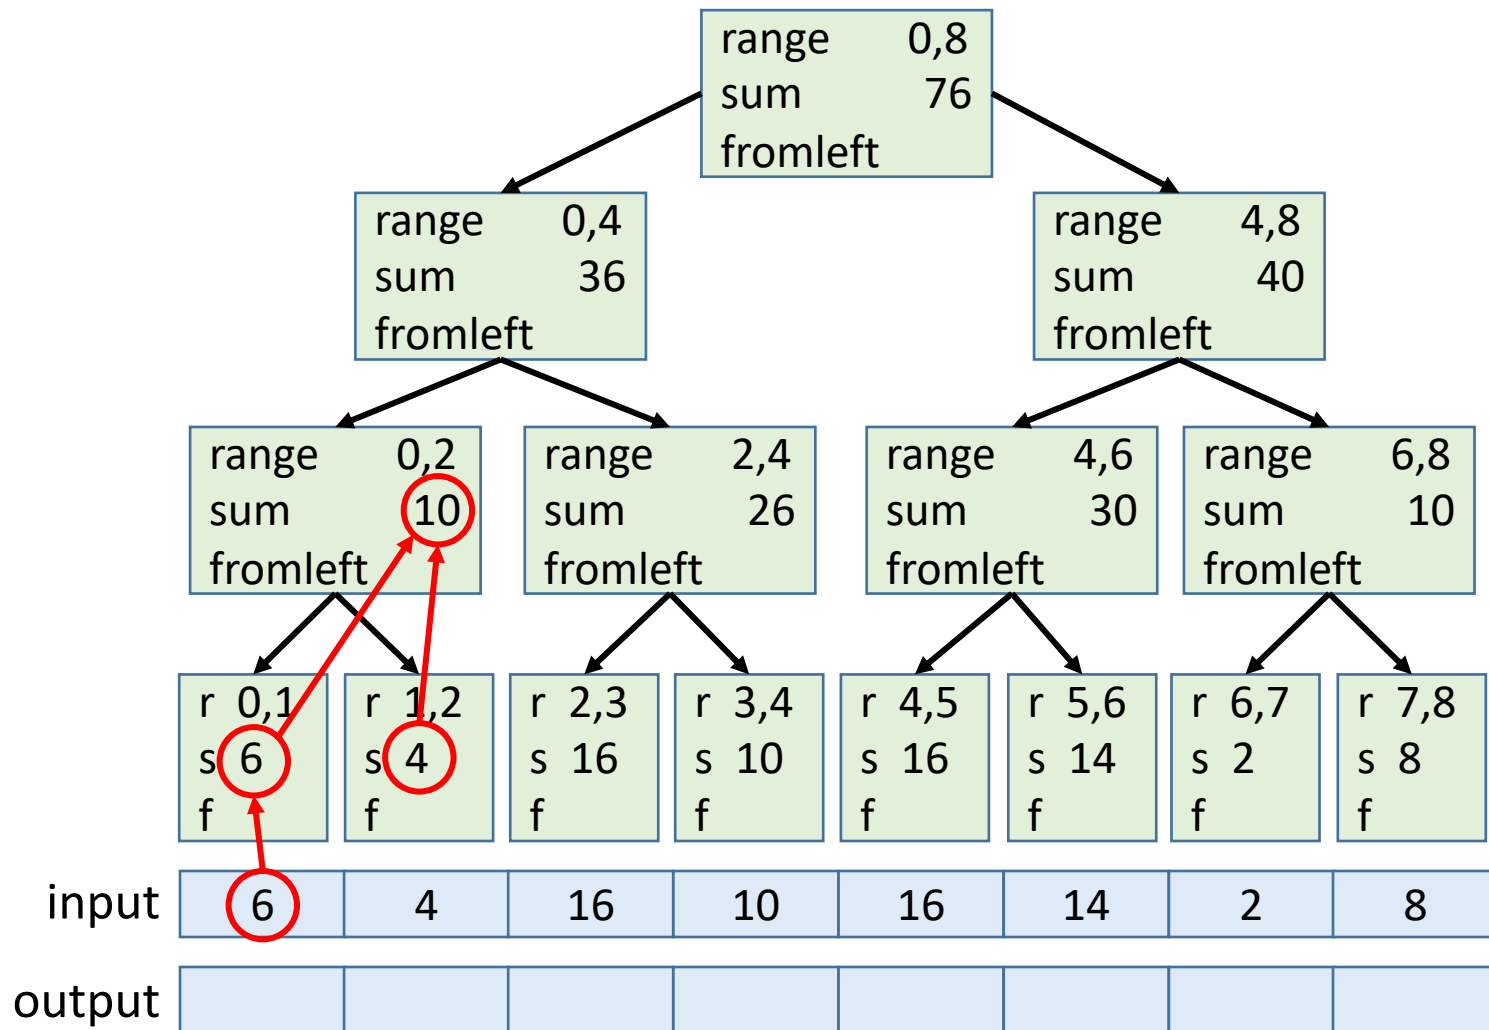 range 0,8
sum 76
fromleft
range 0,4
sum 36
fromleft
range 4,8
sum 40
fromleft
range 0,2
sum 10
fromleft
range 2,4
sum 26
fromleft
range 4,6
sum 30
fromleft
range 6,8
sum 10
fromleft
r 0,1
s 6
f
r 1,2
s 4
f
r 2,3
s 16
f
r 3,4
s 10
f
r 4,5
s 16
f
r 5,6
s 14
f
r 6,7
s 2
f
r 7,8
s 8
f
input 6 4 16 10 16 14 2 8
output